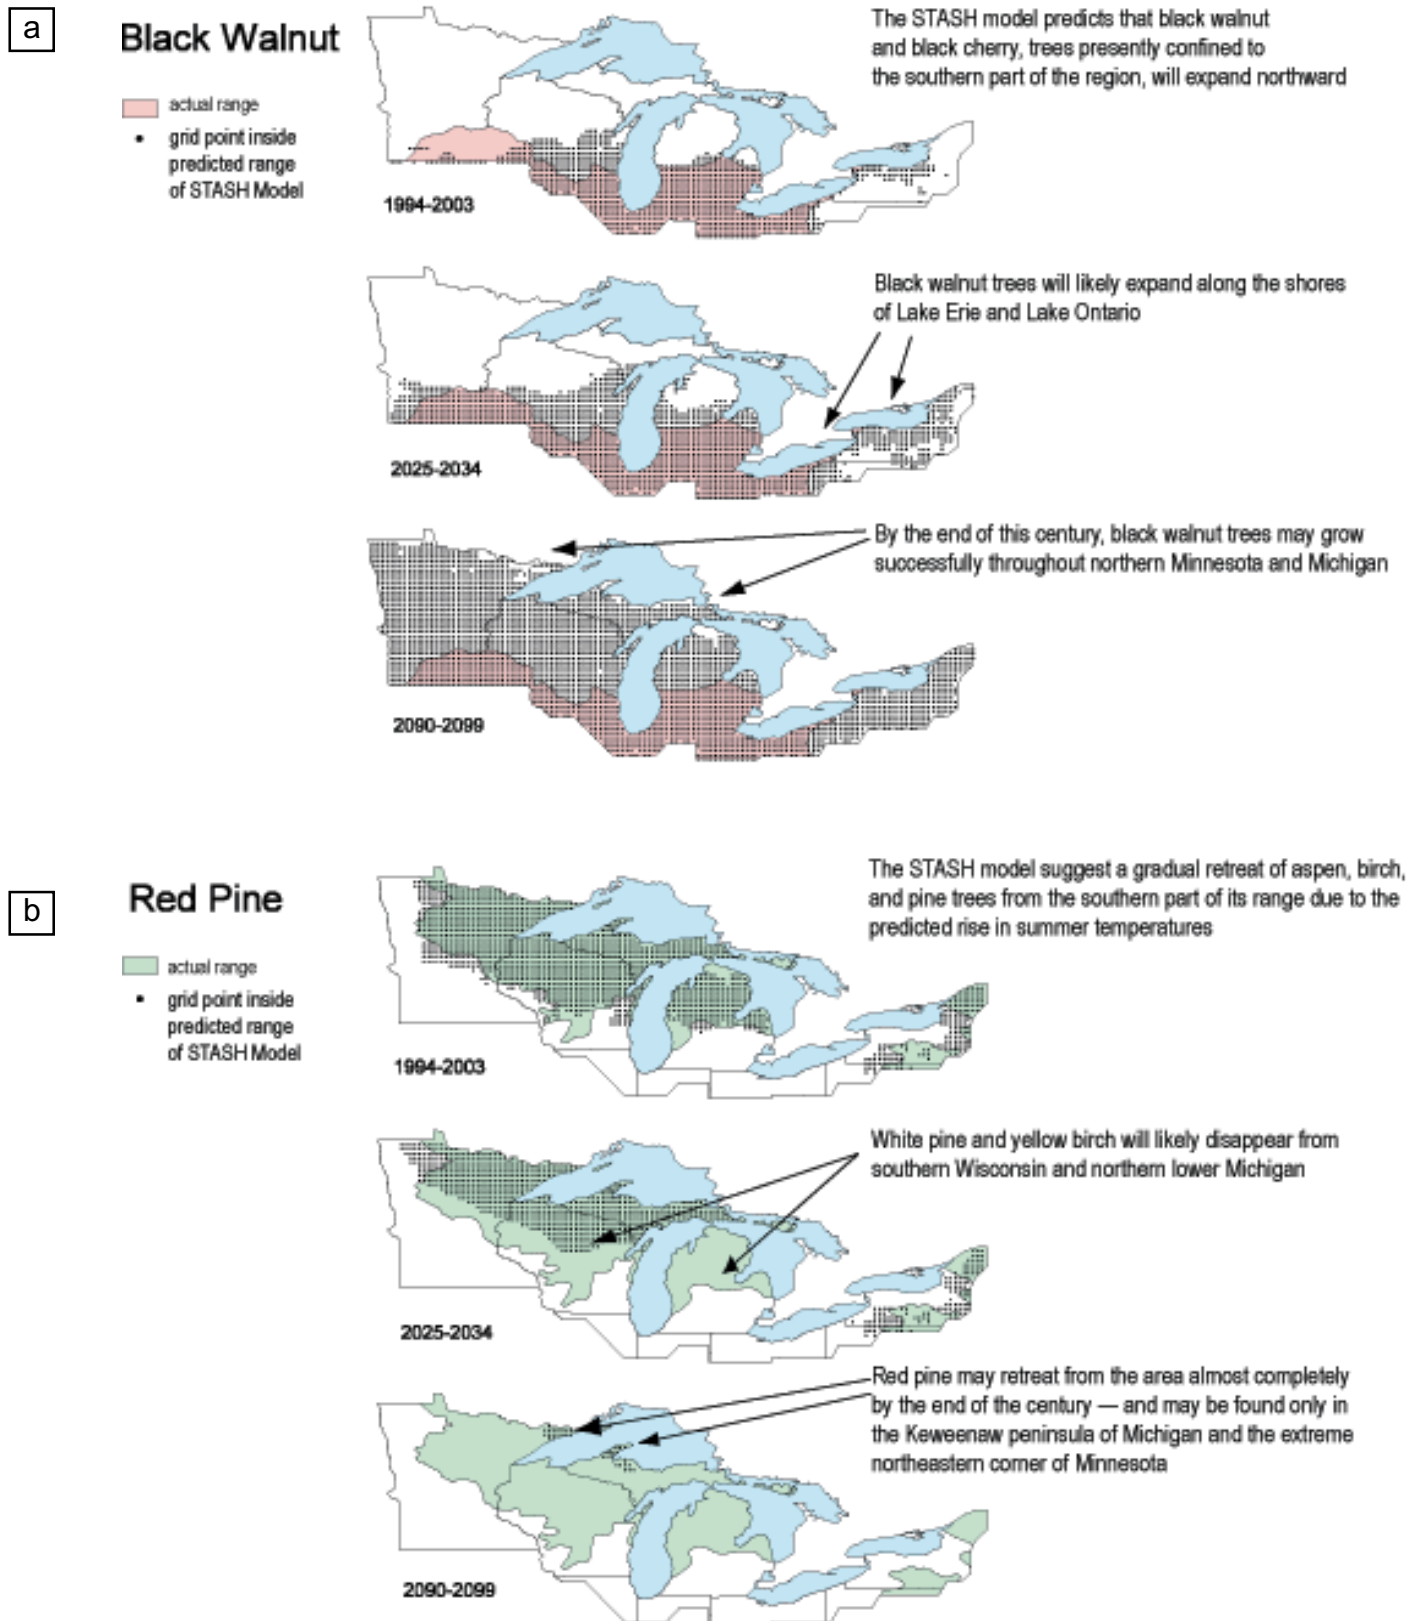 a
Black Walnut
actual range
grid point inside
predicted range
of STASH Model
The STASH model predicts that black walnut
and black cherry, trees presently confined to
the southern part of the region, will expand northward
1994-2003
Black walnut trees will likely expand along the shores
of Lake Erie and Lake Ontario
2025-2034
By the end of this century, black walnut trees may grow
successfully throughout northern Minnesota and Michigan
2090-2099
b
Red Pine
actual range
grid point inside
predicted range
of STASH Model
The STASH model suggest a gradual retreat of aspen, birch,
and pine trees from the southern part of its range due to the
predicted rise in summer temperatures
1994-2003
White pine and yellow birch will likely disappear from
southern Wisconsin and northern lower Michigan
2025-2034
Red pine may retreat from the area almost completely
by the end of the century — and may be found only in
the Keweenaw peninsula of Michigan and the extreme
northeastern corner of Minnesota
2090-2099